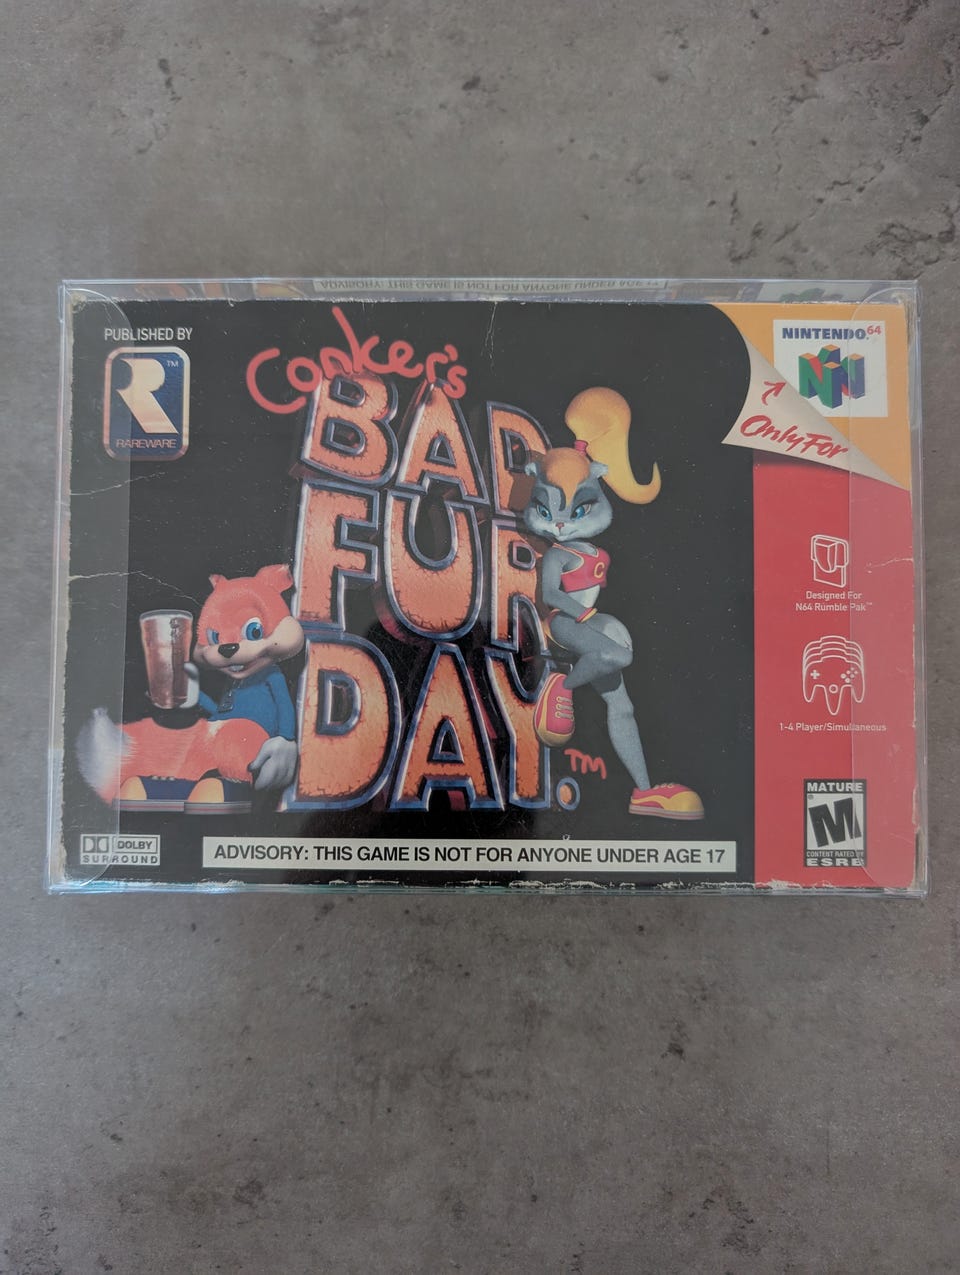 ADVISORY: THIS GAME IS NOT FOR ANYONE UNDER AGE 17
PUBLISHED BY
R™
RAREWARE
Conker's
BAD
FUR
DAY.™
C
NINTENDO64
N
Only For
Designed For
N64 Rumble Pak™
1-4 Player/Simultaneous
MATURE
M®
CONTENT RATED BY
ESRB
DOLBY
SURROUND
ADVISORY: THIS GAME IS NOT FOR ANYONE UNDER AGE 17